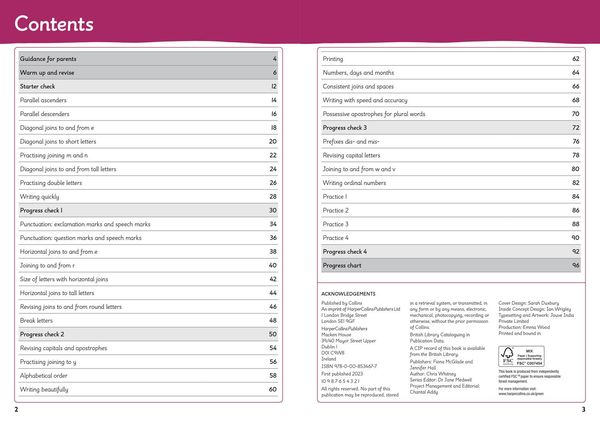 Contents
Guidance for parents 4
Warm up and revise 6
Starter check 12
Parallel ascenders 14
Parallel descenders 16
Diagonal joins to and from e 18
Diagonal joins to short letters 20
Practising joining m and n 22
Diagonal joins to and from tall letters 24
Practising double letters 26
Writing quickly 28
Progress check 1 30
Punctuation: exclamation marks and speech marks 34
Punctuation: question marks and speech marks 36
Horizontal joins to and from e 38
Joining to and from r 40
Size of letters with horizontal joins 42
Horizontal joins to tall letters 44
Revising joins to and from round letters 46
Break letters 48
Progress check 2 50
Revising capitals and apostrophes 54
Practising joining to y 56
Alphabetical order 58
Writing beautifully 60
2
Printing 62
Numbers, days and months 64
Consistent joins and spaces 66
Writing with speed and accuracy 68
Possessive apostrophes for plural words 70
Progress check 3 72
Prefixes dis- and mis- 76
Revising capital letters 78
Joining to and from w and v 80
Writing ordinal numbers 82
Practice 1 84
Practice 2 86
Practice 3 88
Practice 4 90
Progress check 4 92
Progress chart 96
ACKNOWLEDGEMENTS
Published by Collins
An imprint of HarperCollinsPublishers Ltd
1 London Bridge Street
London SE1 9GF
HarperCollinsPublishers
Macken House
39/40 Mayor Street Upper
Dublin 1
D01 C9W8
Ireland
ISBN 978-0-00-853467-7
First published 2023
10 9 8 7 6 5 4 3 2 1
All rights reserved. No part of this
publication may be reproduced, stored
in a retrieval system, or transmitted, in
any form or by any means, electronic,
mechanical, photocopying, recording or
otherwise, without the prior permission
of Collins.
British Library Cataloguing in
Publication Data.
A CIP record of this book is available
from the British Library.
Publishers: Fiona McGlade and
Jennifer Hall
Author: Chris Whitney
Series Editor: Dr Jane Medwell
Project Management and Editorial:
Chantal Addy
Cover Design: Sarah Duxbury
Inside Concept Design: Ian Wrigley
Typesetting and Artwork: Jouve India
Private Limited
Production: Emma Wood
Printed and bound in
FSC
MIX
Paper | Supporting
responsible forestry
FSC™ C007454
This book is produced from independently
certified FSC™ paper to ensure responsible
forest management.
For more information visit:
www.harpercollins.co.uk/green
3